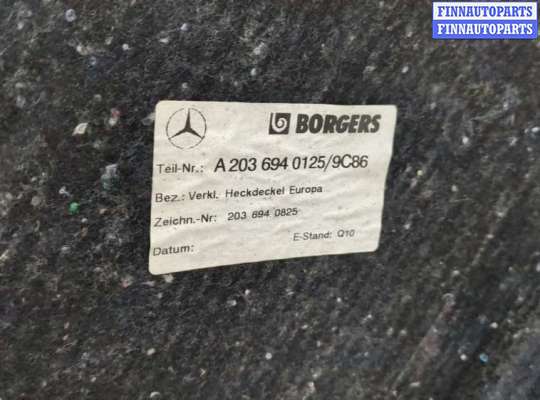 FINNAUTOPARTS
FINNAUTOPARTS
BORGERS
Teil-Nr.: A 203 694 0125/9C86
Bez.: Verkl. Heckdeckel Europa
Zeichn.-Nr: 203 694 0825
E-Stand: Q10
Datum: